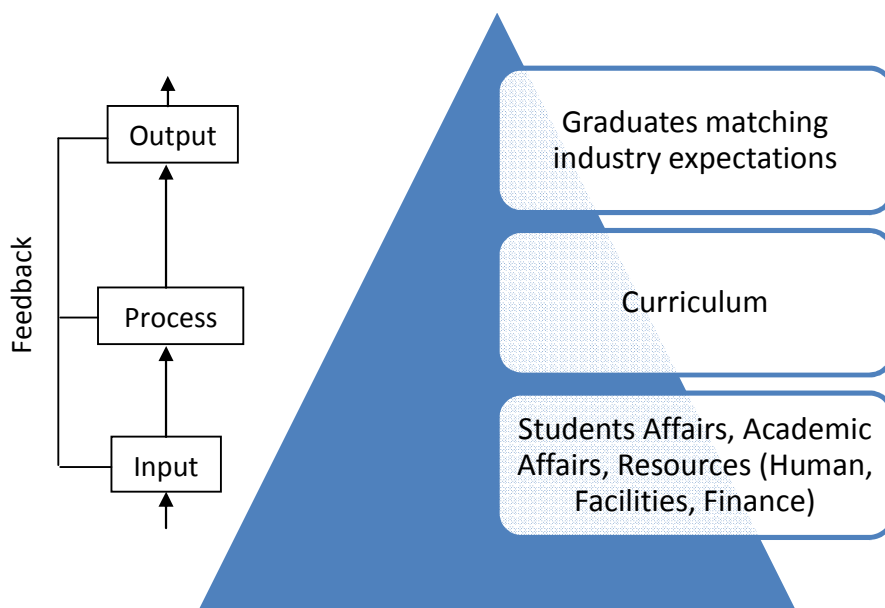 Output
Process
Input
Feedback
Graduates matching
industry expectations
Curriculum
Students Affairs, Academic
Affairs, Resources (Human,
Facilities, Finance)